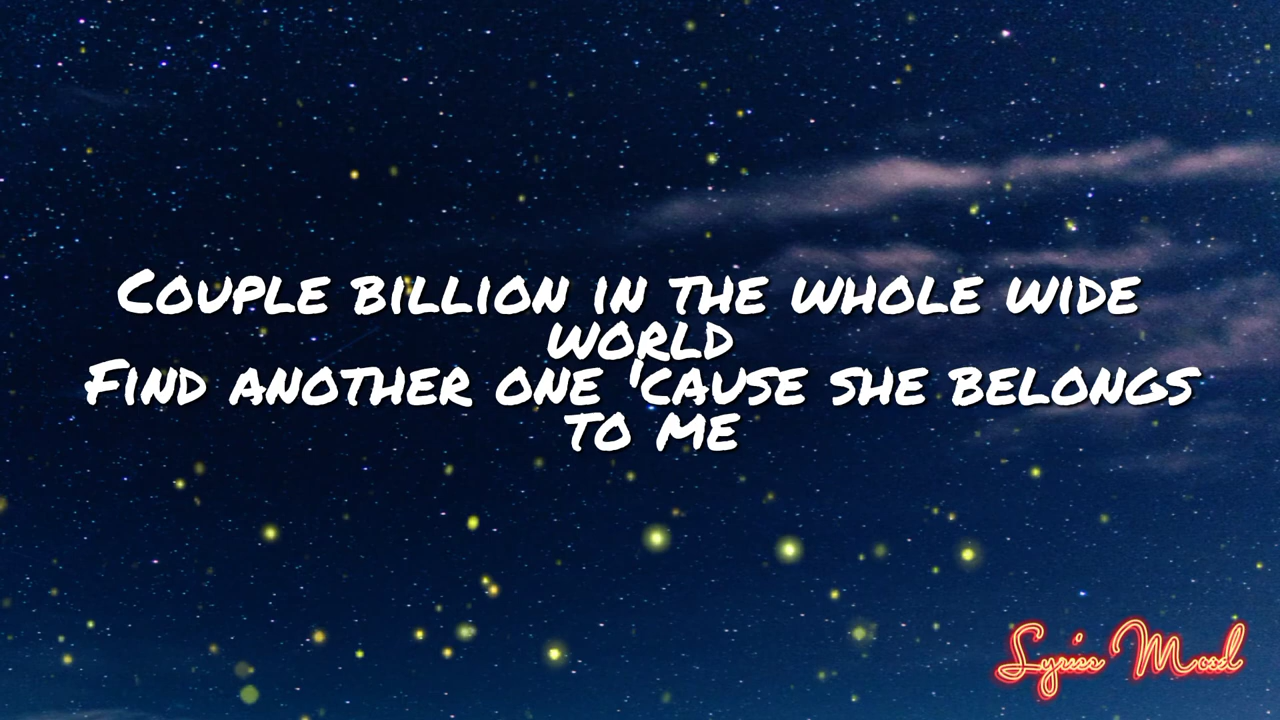 Couple billion in the whole wide
world
Find another one 'cause she belongs
to me
Lyrics Mood